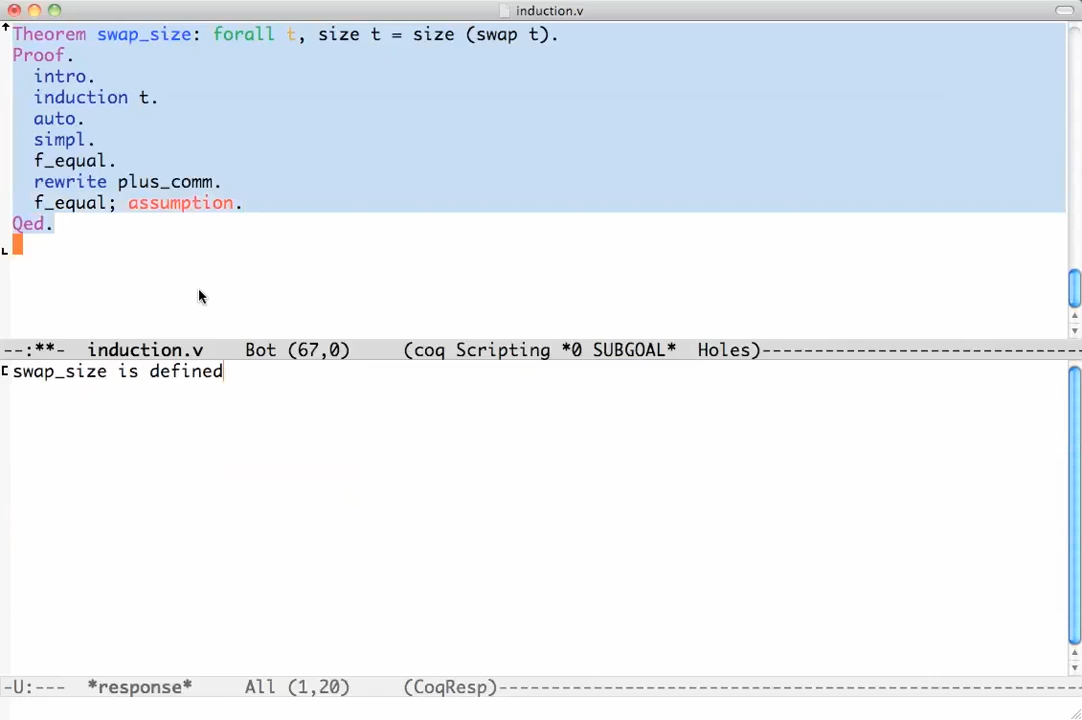 induction.v
Theorem swap_size: forall t, size t = size (swap t).
Proof.
  intro.
  induction t.
  auto.
  simpl.
  f_equal.
  rewrite plus_comm.
  f_equal; assumption.
Qed.
--:**-  induction.v    Bot (67,0)     (coq Scripting *0 SUBGOAL*  Holes)--------------------------------
swap_size is defined
-U:---  *response*     All (1,20)     (CoqResp)---------------------------------------------------------